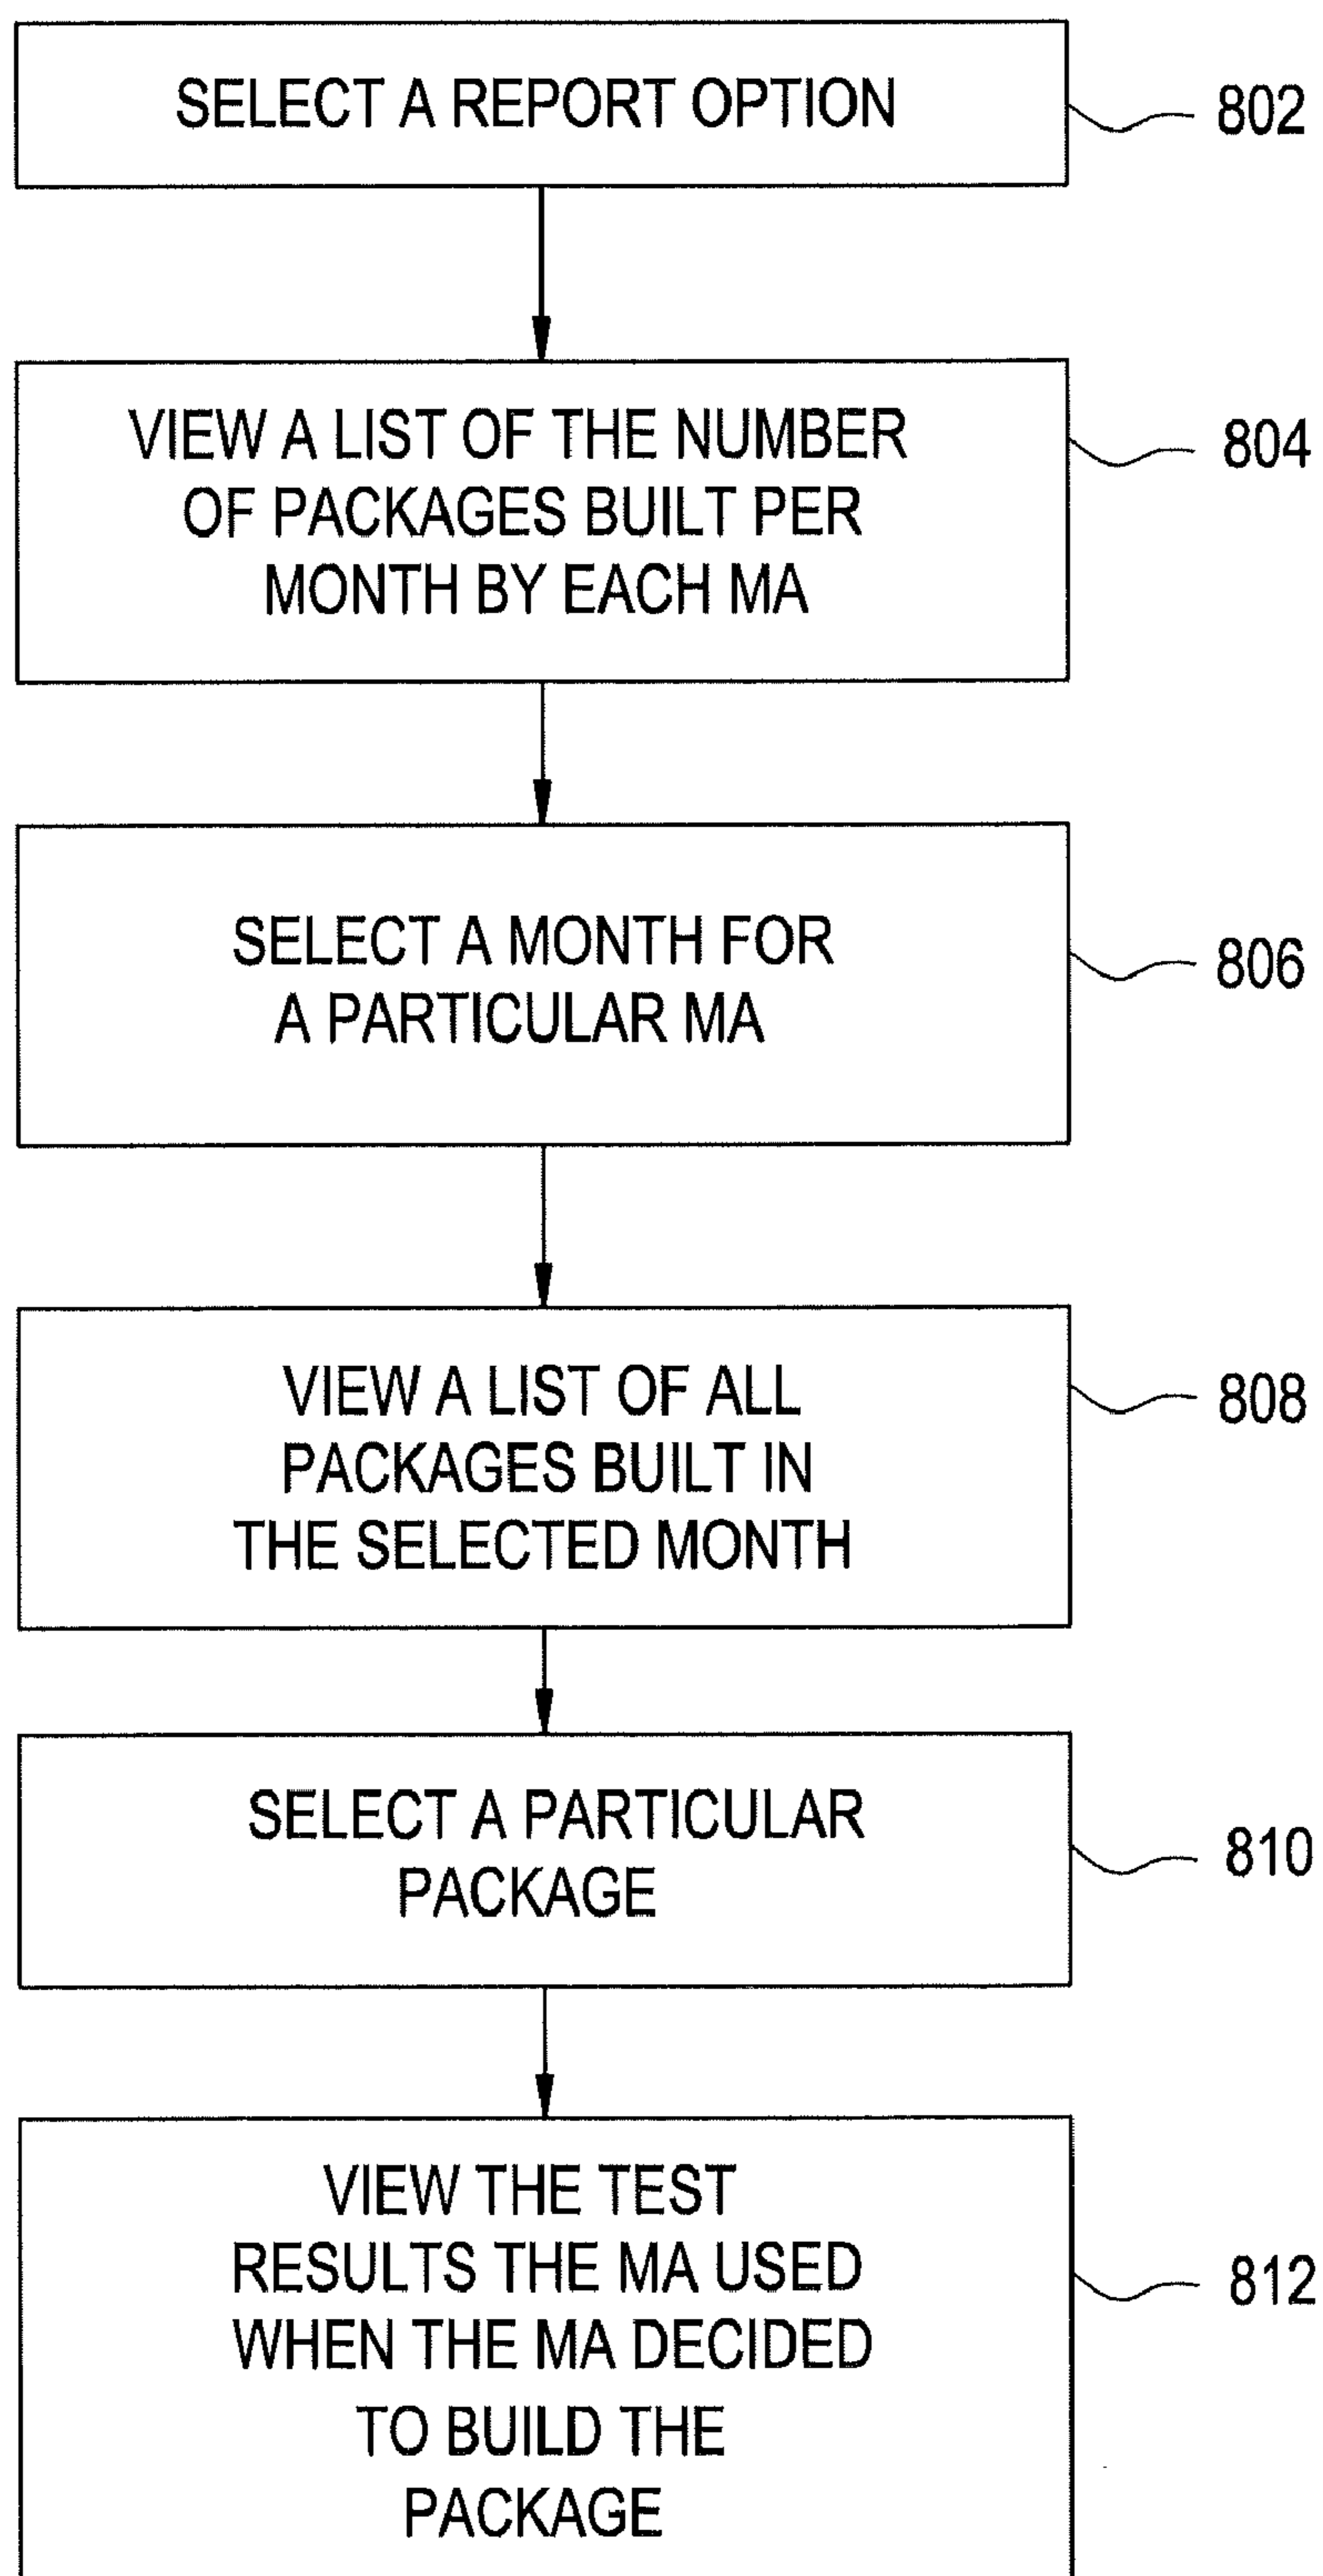 SELECT A REPORT OPTION
802
VIEW A LIST OF THE NUMBER
OF PACKAGES BUILT PER
MONTH BY EACH MA
804
SELECT A MONTH FOR
A PARTICULAR MA
806
VIEW A LIST OF ALL
PACKAGES BUILT IN
THE SELECTED MONTH
808
SELECT A PARTICULAR
PACKAGE
810
VIEW THE TEST
RESULTS THE MA USED
WHEN THE MA DECIDED
TO BUILD THE
PACKAGE
812